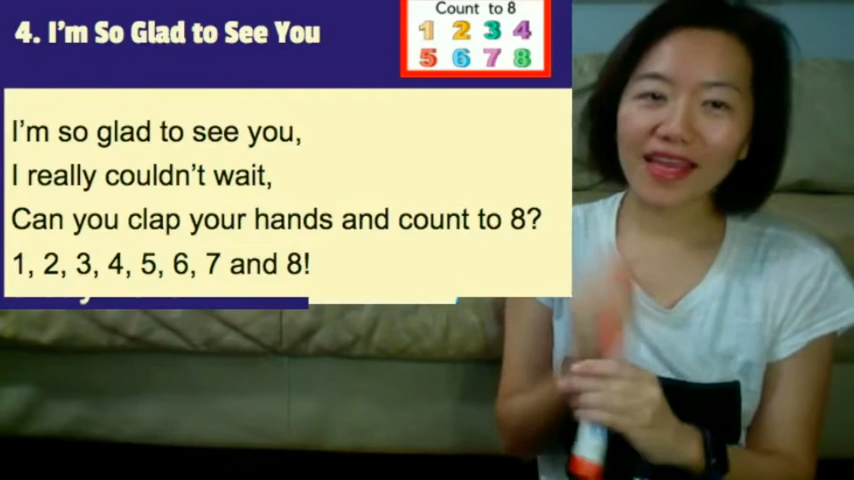 4. I'm So Glad to See You
Count to 8
1 2 3 4
5 6 7 8
I'm so glad to see you,
I really couldn't wait,
Can you clap your hands and count to 8?
1, 2, 3, 4, 5, 6, 7 and 8!